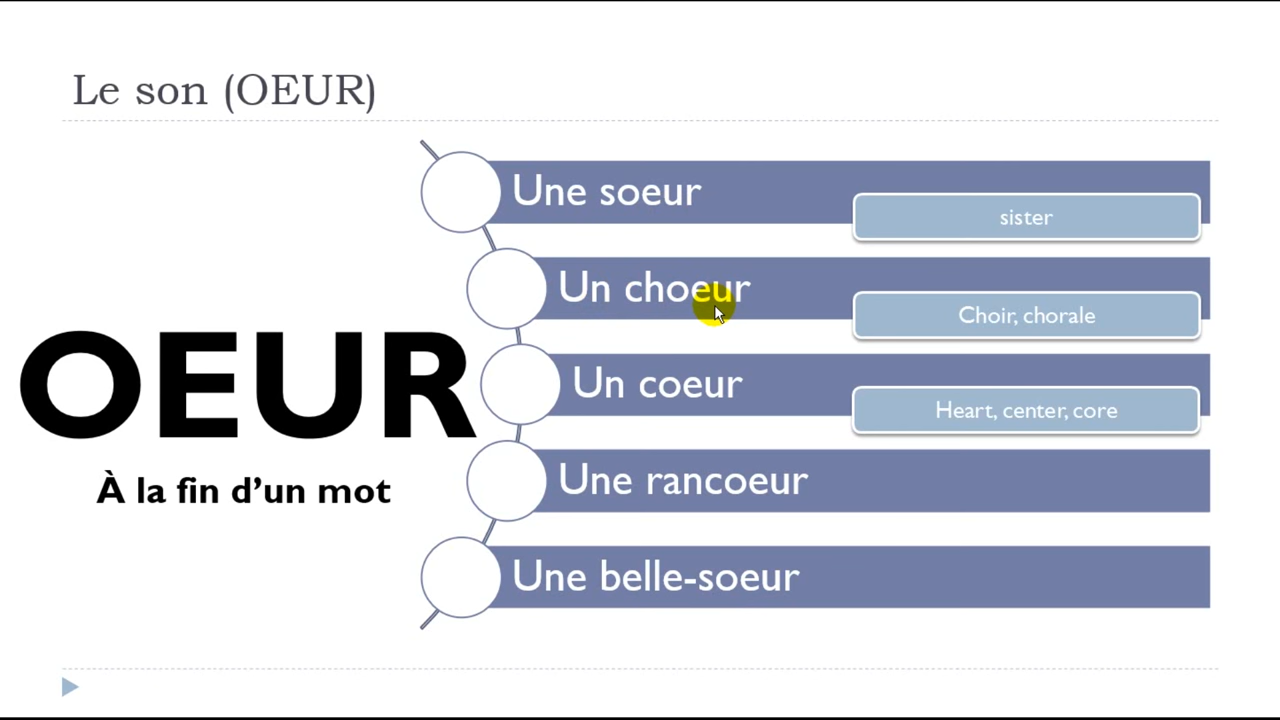 Le son (OEUR)
Une soeur
sister
Un choeur
Choir, chorale
OEUR
À la fin d’un mot
Un coeur
Heart, center, core
Une rancoeur
Une belle-soeur